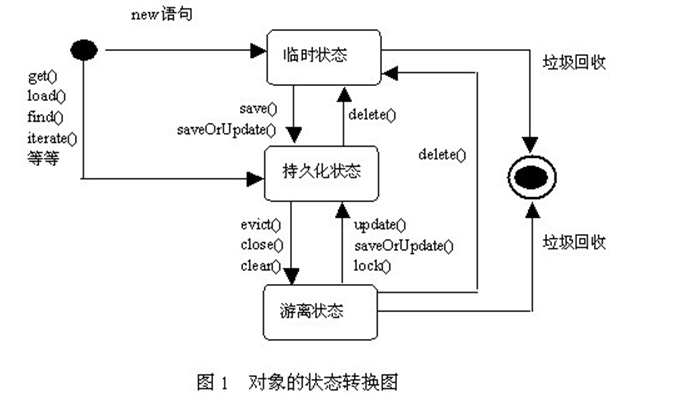 new语句
临时状态
垃圾回收
get()
load()
find()
iterate()
等等
save()
saveOrUpdate()
delete()
delete()
持久化状态
evict()
close()
clear()
update()
saveOrUpdate()
lock()
垃圾回收
游离状态
图1 对象的状态转换图